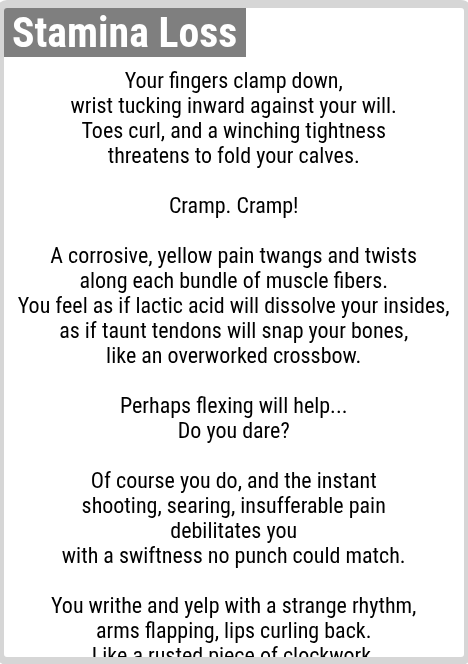 Stamina Loss
Your fingers clamp down,
wrist tucking inward against your will.
Toes curl, and a winching tightness
threatens to fold your calves.
Cramp. Cramp!
A corrosive, yellow pain twangs and twists
along each bundle of muscle fibers.
You feel as if lactic acid will dissolve your insides,
as if taunt tendons will snap your bones,
like an overworked crossbow.
Perhaps flexing will help...
Do you dare?
Of course you do, and the instant
shooting, searing, insufferable pain
debilitates you
with a swiftness no punch could match.
You writhe and yelp with a strange rhythm,
arms flapping, lips curling back.
Like a rusted piece of clockwork